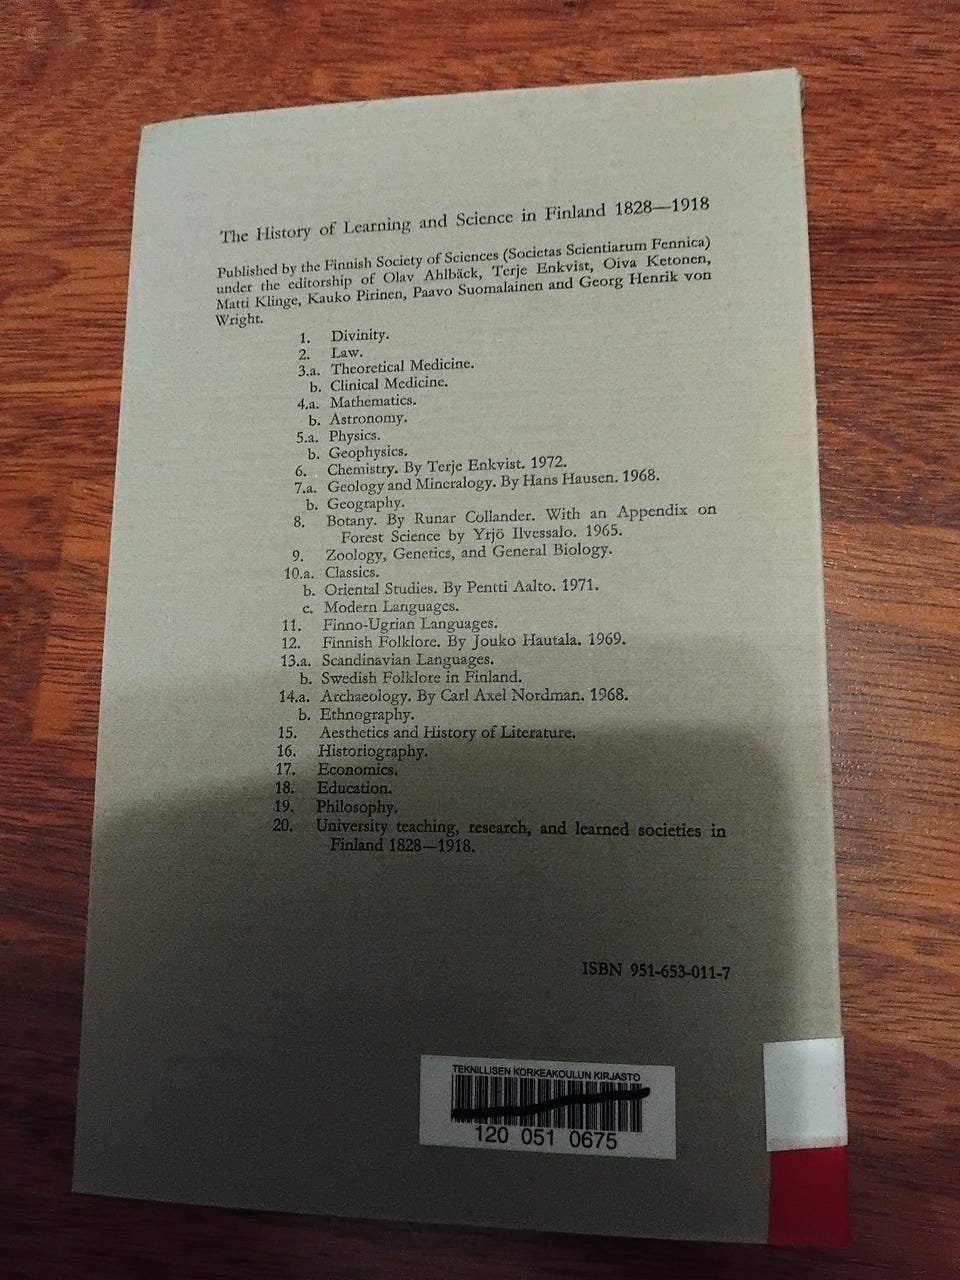 The History of Learning and Science in Finland 1828—1918
Published by the Finnish Society of Sciences (Societas Scientiarum Fennica)
under the editorship of Olav Ahlbäck, Terje Enkvist, Oiva Ketonen,
Matti Klinge, Kauko Pirinen, Paavo Suomalainen and Georg Henrik von
Wright.
1. Divinity.
2. Law.
3.a. Theoretical Medicine.
b. Clinical Medicine.
4.a. Mathematics.
b. Astronomy.
5.a. Physics.
b. Geophysics.
6. Chemistry. By Terje Enkvist. 1972.
7.a. Geology and Mineralogy. By Hans Hausen. 1968.
b. Geography.
8. Botany. By Runar Collander. With an Appendix on
Forest Science by Yrjö Ilvessalo. 1965.
9. Zoology, Genetics, and General Biology.
10.a. Classics.
b. Oriental Studies. By Pentti Aalto. 1971.
c. Modern Languages.
11. Finno-Ugrian Languages.
12. Finnish Folklore. By Jouko Hautala. 1969.
13.a. Scandinavian Languages.
b. Swedish Folklore in Finland.
14.a. Archaeology. By Carl Axel Nordman. 1968.
b. Ethnography.
15. Aesthetics and History of Literature.
16. Historiography.
17. Economics.
18. Education.
19. Philosophy.
20. University teaching, research, and learned societies in
Finland 1828—1918.
ISBN 951-653-011-7
TEKNILLISEN KORKEAKOULUN KIRJASTO
120 051 0675